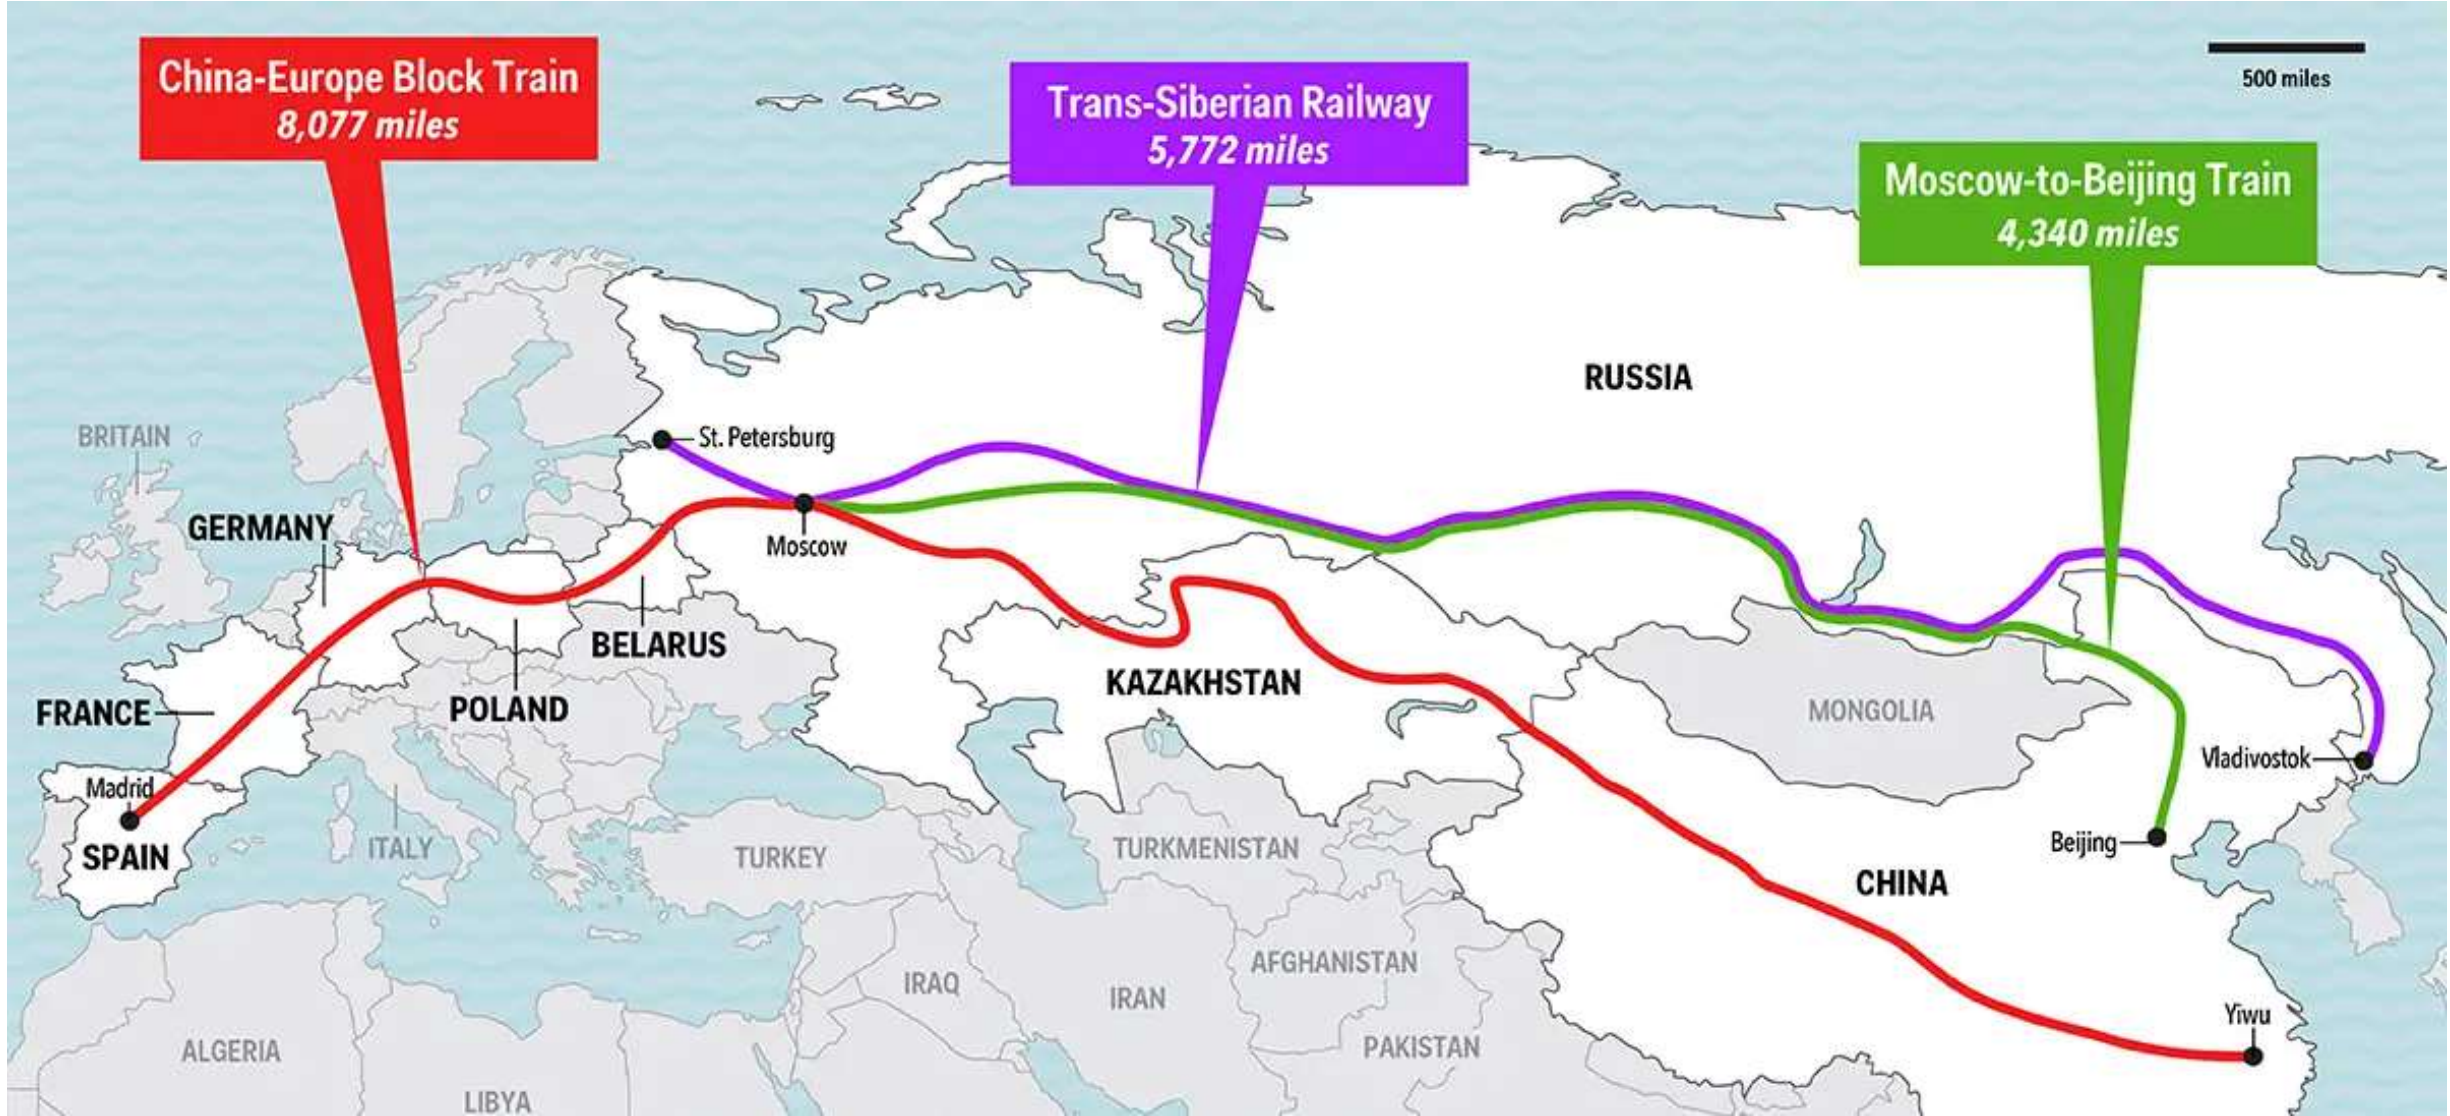 China-Europe Block Train
8,077 miles
Trans-Siberian Railway
5,772 miles
500 miles
Moscow-to-Beijing Train
4,340 miles
RUSSIA
BRITAIN
St. Petersburg
GERMANY
Moscow
BELARUS
KAZAKHSTAN
FRANCE
POLAND
MONGOLIA
Vladivostok
Madrid
SPAIN
ITALY
TURKEY
TURKMENISTAN
Beijing
CHINA
AFGHANISTAN
IRAQ
IRAN
Yiwu
ALGERIA
PAKISTAN
LIBYA